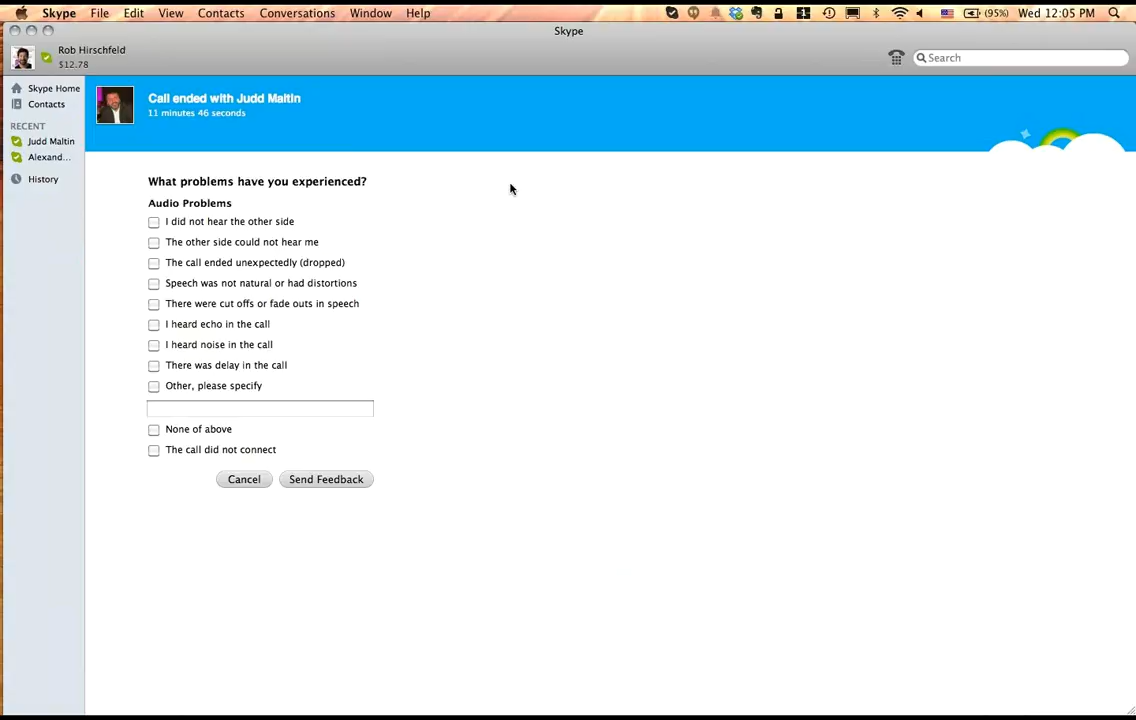 Skype File Edit View Contacts Conversations Window Help (95%) Wed 12:05 PM
Skype
Rob Hirschfeld
$12.78
Search
Skype Home
Contacts
RECENT
Judd Maltin
Alexand...
History
Call ended with Judd Maltin
11 minutes 46 seconds
What problems have you experienced?
Audio Problems
I did not hear the other side
The other side could not hear me
The call ended unexpectedly (dropped)
Speech was not natural or had distortions
There were cut offs or fade outs in speech
I heard echo in the call
I heard noise in the call
There was delay in the call
Other, please specify
None of above
The call did not connect
Cancel Send Feedback